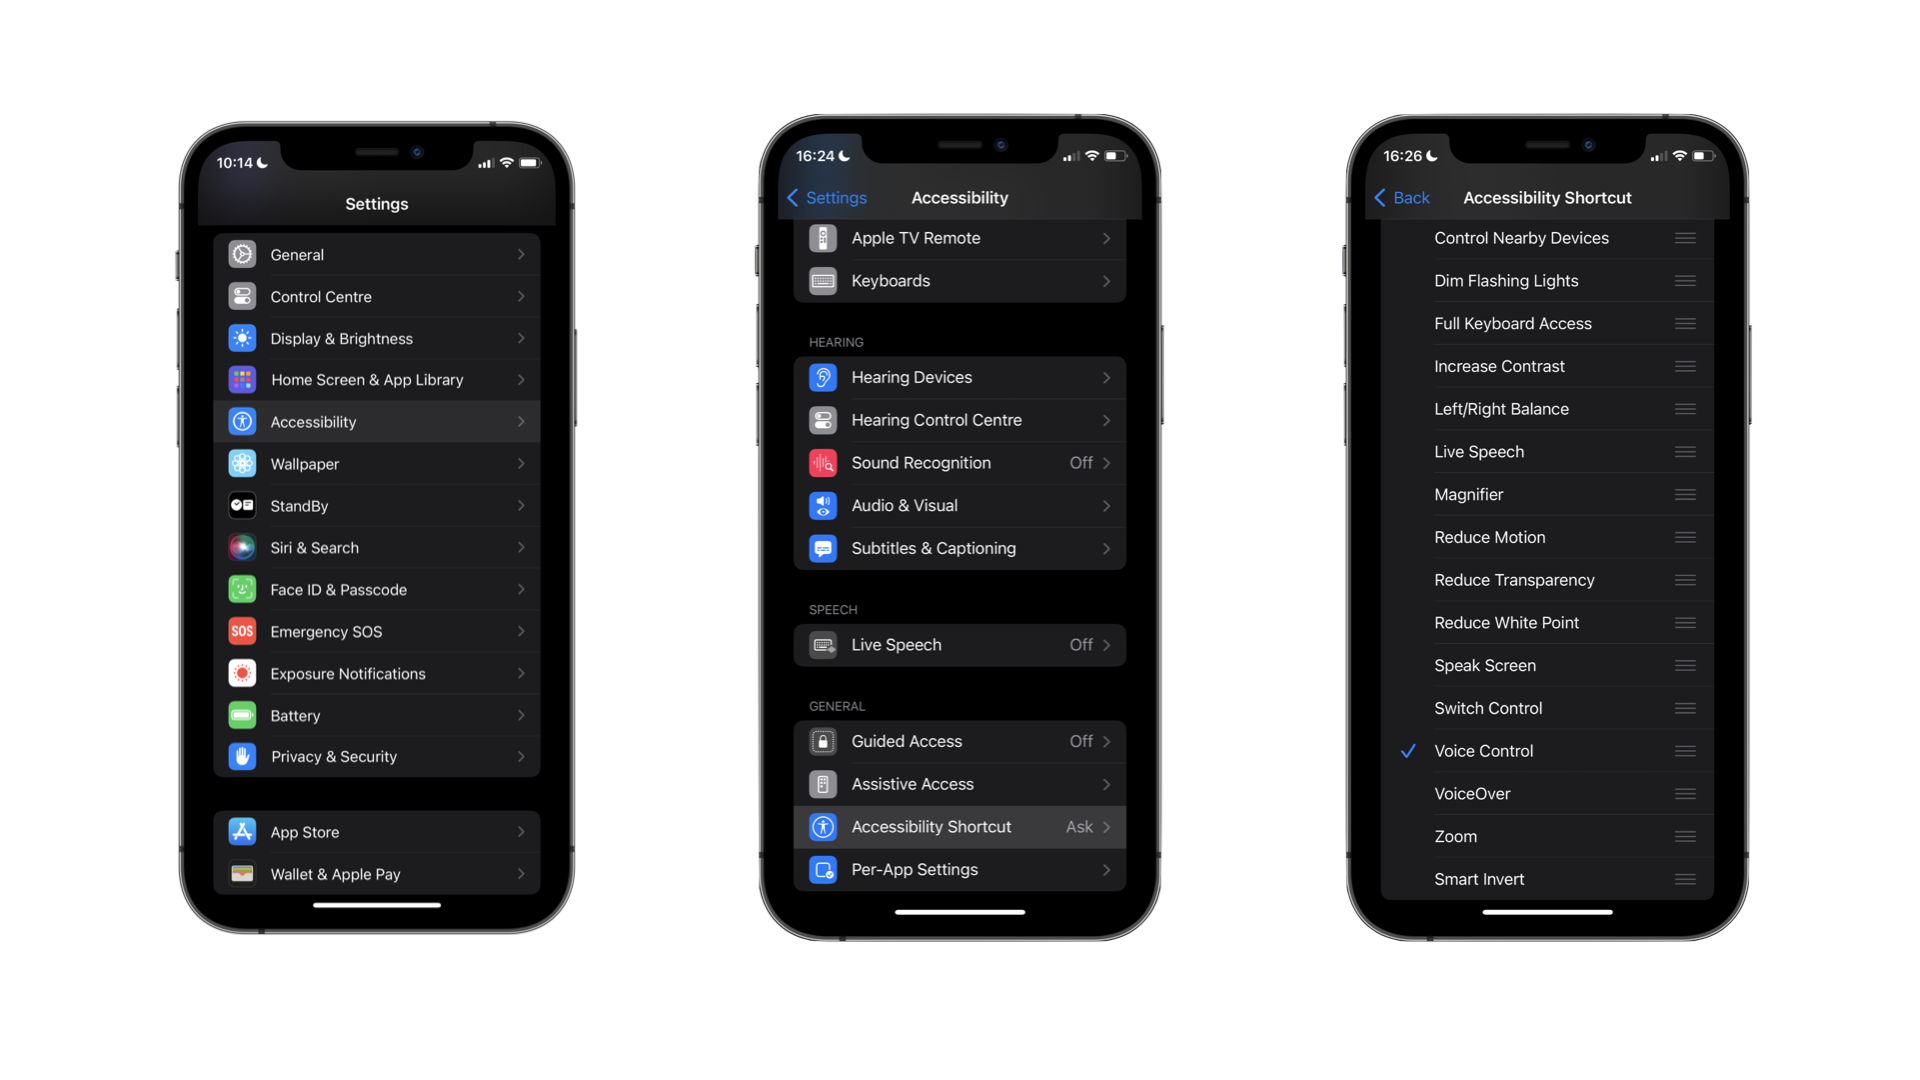 10:14
Settings
General
Control Centre
Display & Brightness
Home Screen & App Library
Accessibility
Wallpaper
StandBy
Siri & Search
Face ID & Passcode
SOS Emergency SOS
Exposure Notifications
Battery
Privacy & Security
App Store
Wallet & Apple Pay
16:24
Settings Accessibility
Apple TV Remote
Keyboards
HEARING
Hearing Devices
Hearing Control Centre
Sound Recognition Off
Audio & Visual
Subtitles & Captioning
SPEECH
Live Speech Off
GENERAL
Guided Access Off
Assistive Access
Accessibility Shortcut Ask
Per-App Settings
16:26
Back Accessibility Shortcut
Control Nearby Devices
Dim Flashing Lights
Full Keyboard Access
Increase Contrast
Left/Right Balance
Live Speech
Magnifier
Reduce Motion
Reduce Transparency
Reduce White Point
Speak Screen
Switch Control
Voice Control
VoiceOver
Zoom
Smart Invert